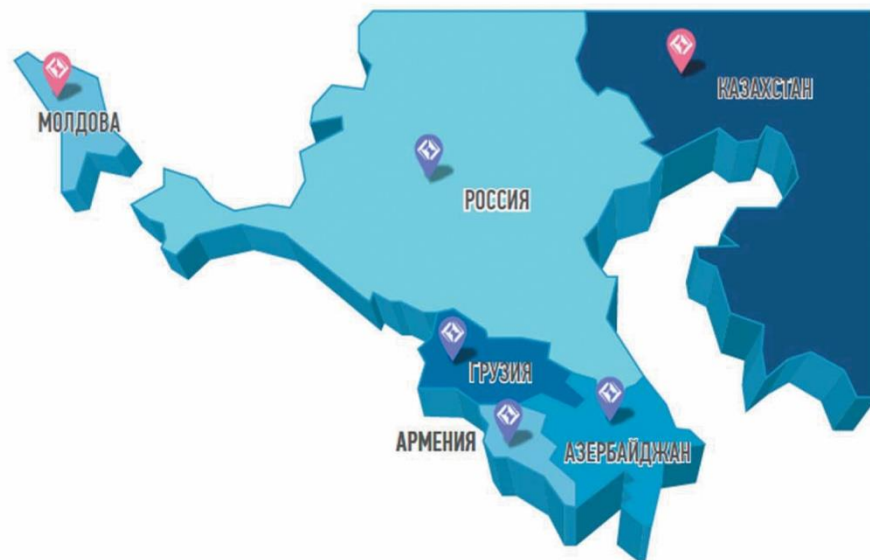 МОЛДОВА
КАЗАХСТАН
РОССИЯ
ГРУЗИЯ
АРМЕНИЯ
АЗЕРБАЙДЖАН